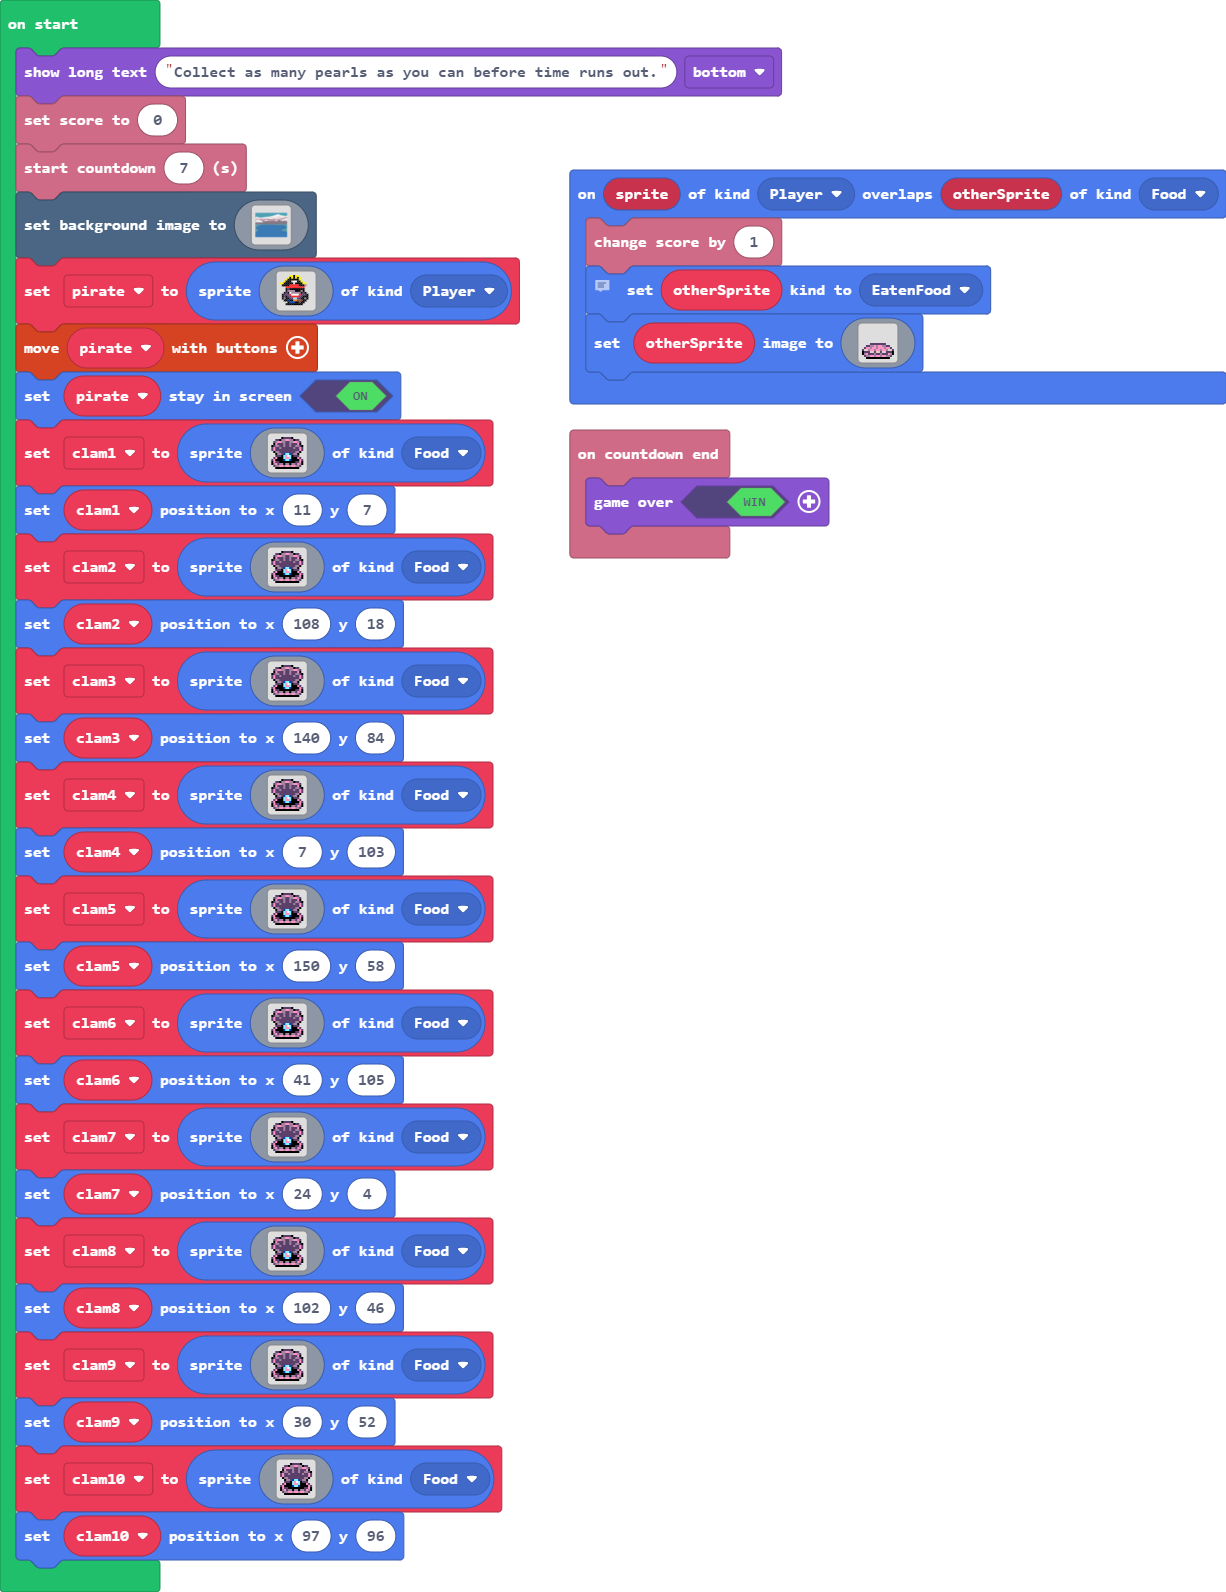 on start
show long text "Collect as many pearls as you can before time runs out." bottom
set score to 0
start countdown 7 (s)
set background image to
set pirate to sprite of kind Player
move pirate with buttons
set pirate stay in screen ON
set clam1 to sprite of kind Food
set clam1 position to x 11 y 7
set clam2 to sprite of kind Food
set clam2 position to x 108 y 18
set clam3 to sprite of kind Food
set clam3 position to x 140 y 84
set clam4 to sprite of kind Food
set clam4 position to x 7 y 103
set clam5 to sprite of kind Food
set clam5 position to x 150 y 58
set clam6 to sprite of kind Food
set clam6 position to x 41 y 105
set clam7 to sprite of kind Food
set clam7 position to x 24 y 4
set clam8 to sprite of kind Food
set clam8 position to x 102 y 46
set clam9 to sprite of kind Food
set clam9 position to x 30 y 52
set clam10 to sprite of kind Food
set clam10 position to x 97 y 96
on sprite of kind Player overlaps otherSprite of kind Food
change score by 1
set otherSprite kind to EatenFood
set otherSprite image to
on countdown end
game over WIN